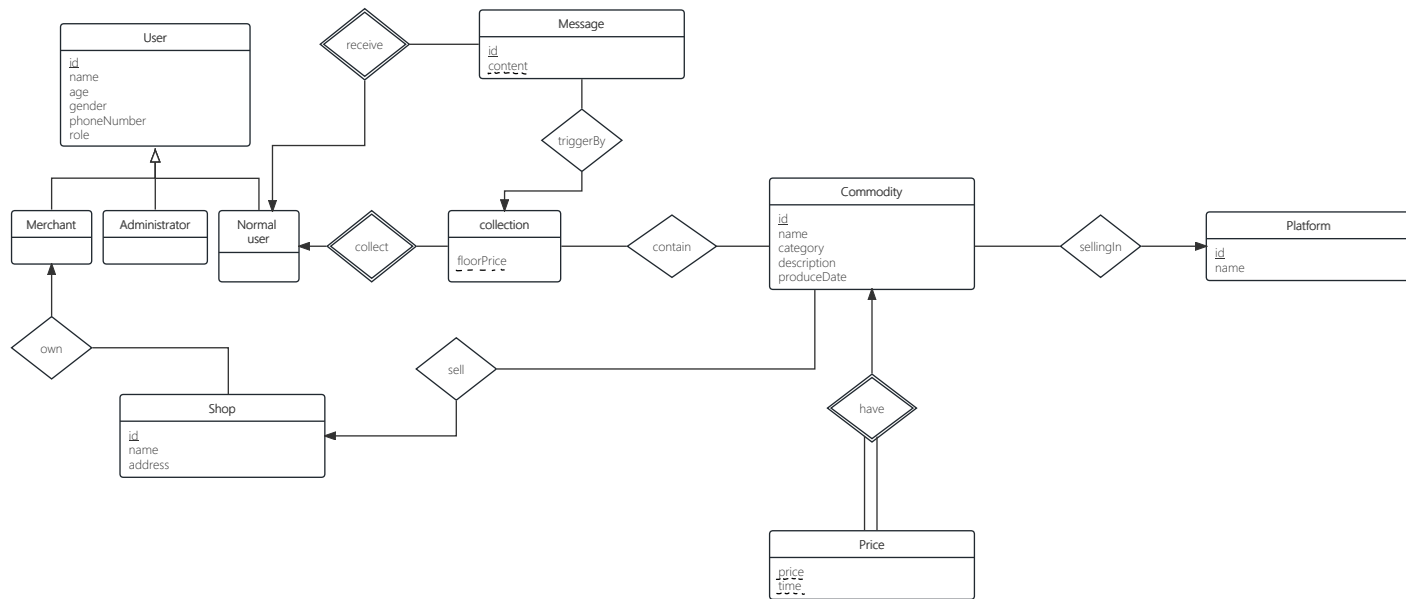 User
id
name
age
gender
phoneNumber
role
receive
Message
id
content
triggerBy
Merchant
Administrator
Normal
user
collect
collection
floorPrice
contain
Commodity
id
name
category
description
produceDate
sellingIn
Platform
id
name
own
sell
Shop
id
name
address
have
Price
price
time